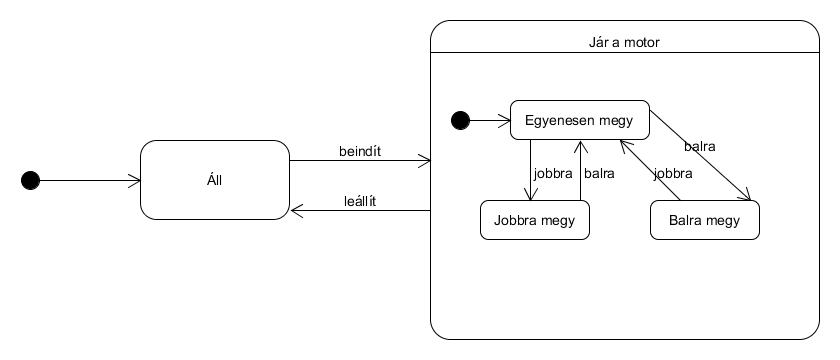 Jár a motor
Egyenesen megy
beindít
balra
jobbra
balra
jobbra
Áll
leállít
Jobbra megy
Balra megy